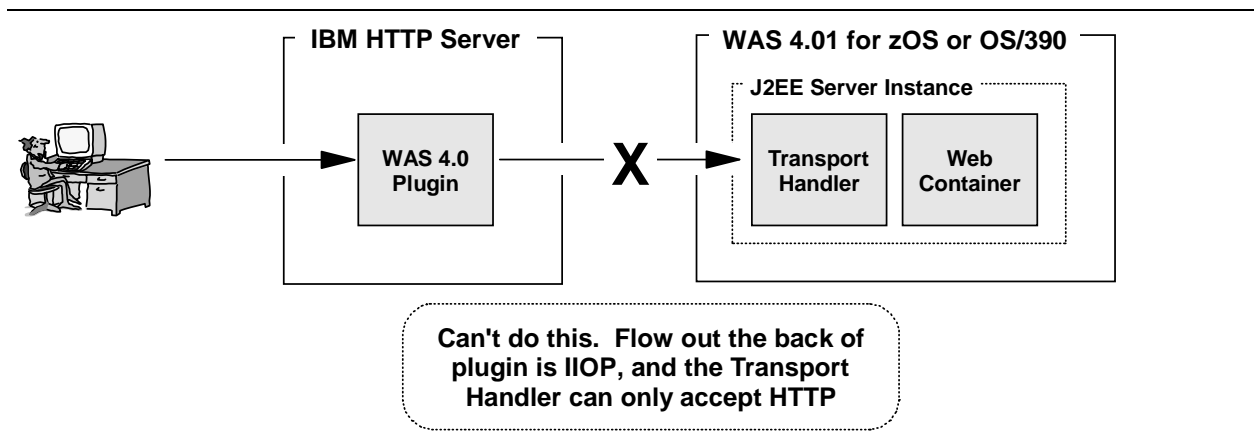 IBM HTTP Server
WAS 4.01 for zOS or OS/390
J2EE Server Instance
WAS 4.0
Plugin
X
Transport
Handler
Web
Container
Can't do this.  Flow out the back of
plugin is IIOP, and the Transport
Handler can only accept HTTP